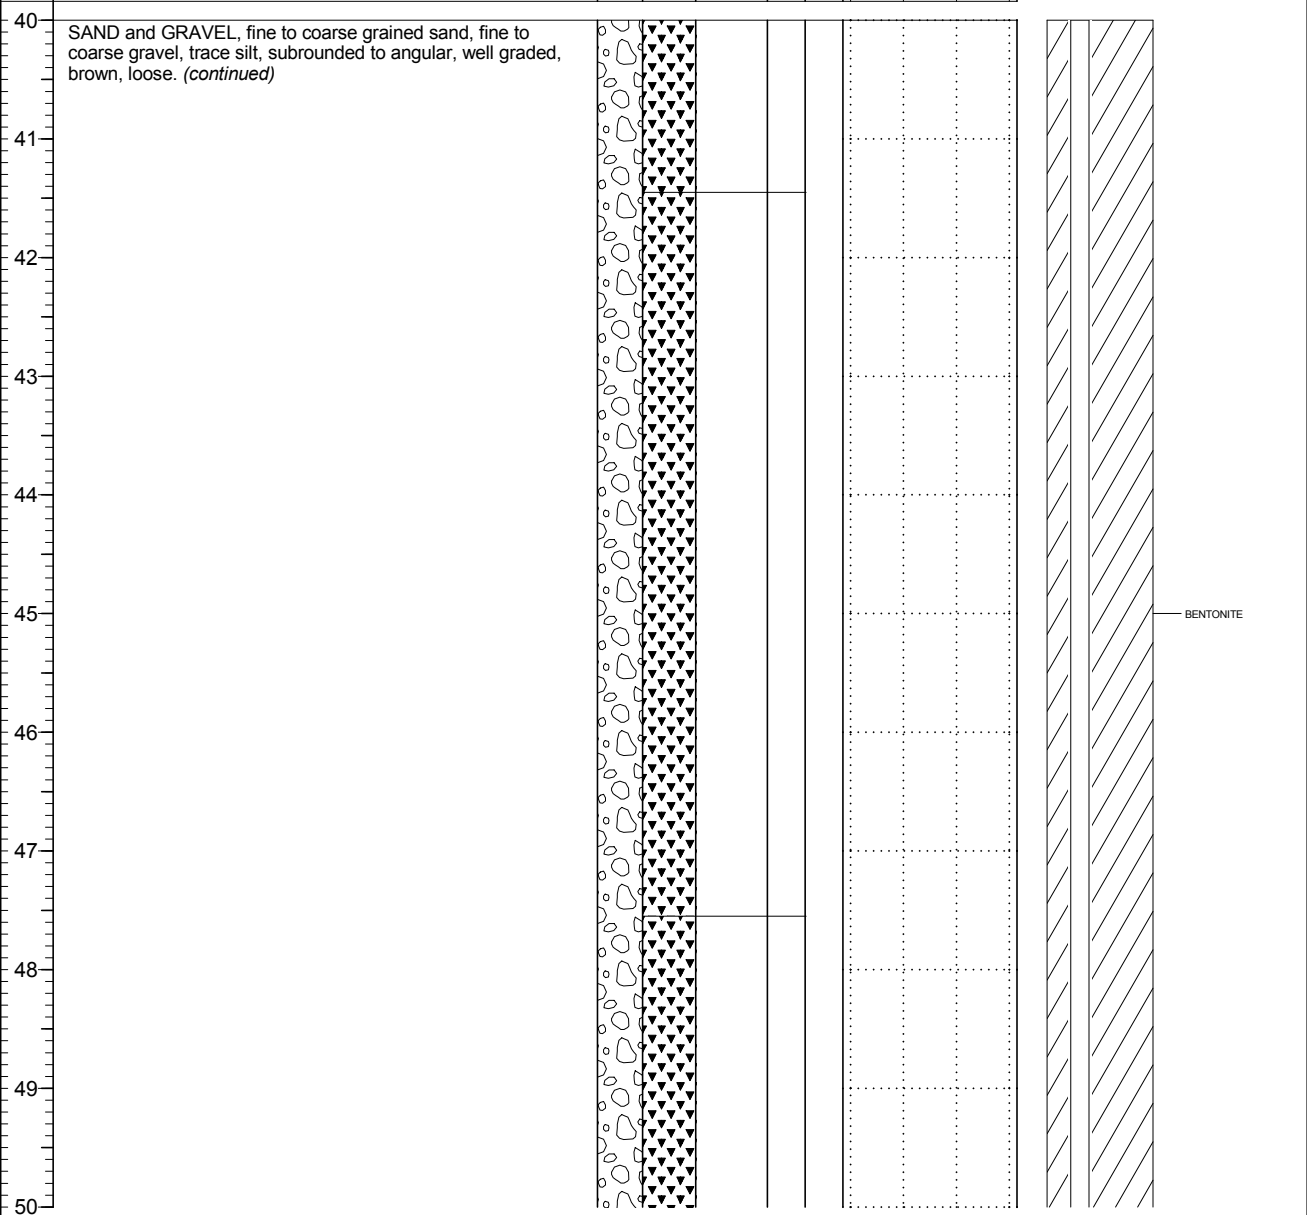 40
SAND and GRAVEL, fine to coarse grained sand, fine to
coarse gravel, trace silt, subrounded to angular, well graded,
brown, loose. (continued)
41
42
43
44
45
BENTONITE
46
47
48
49
50